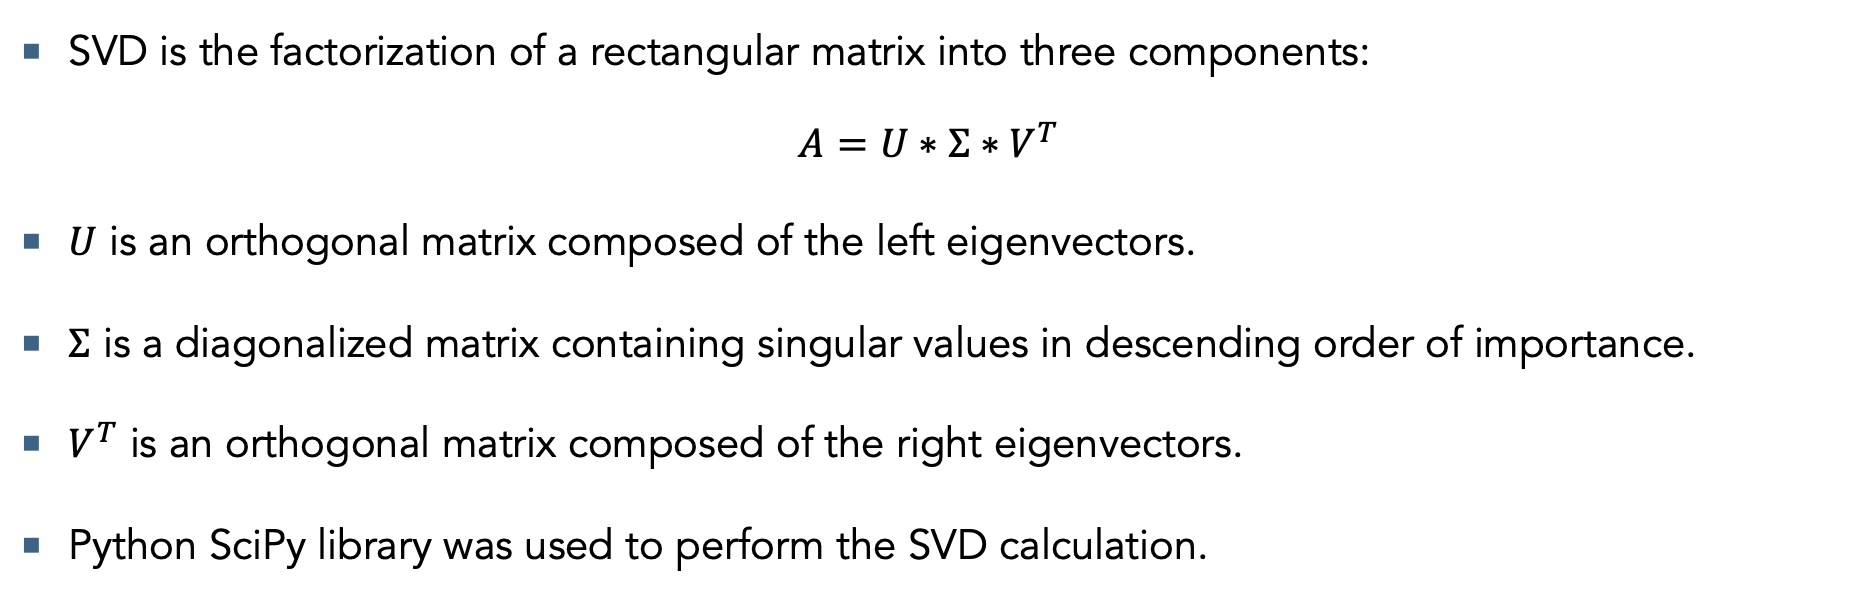 ▪ SVD is the factorization of a rectangular matrix into three components:
A = U * Σ * V^T
▪ U is an orthogonal matrix composed of the left eigenvectors.
▪ Σ is a diagonalized matrix containing singular values in descending order of importance.
▪ V^T is an orthogonal matrix composed of the right eigenvectors.
▪ Python SciPy library was used to perform the SVD calculation.